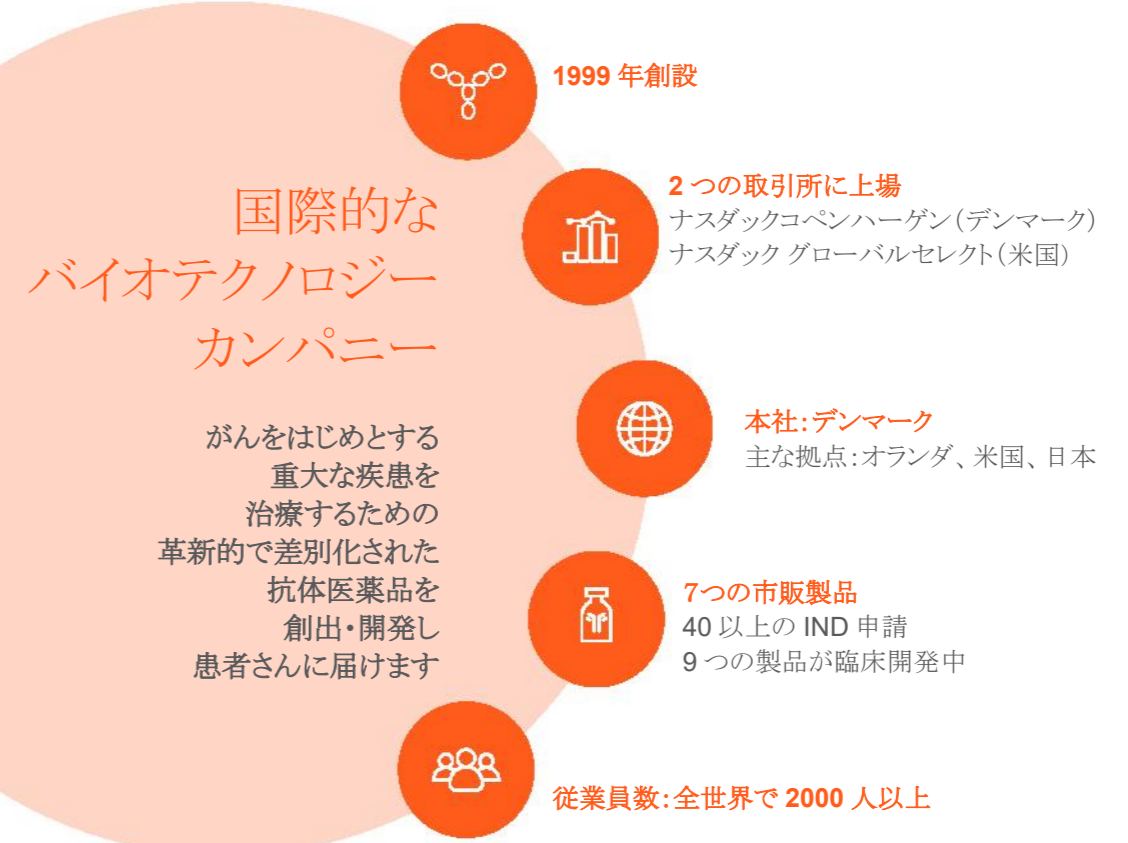 国際的な
バイオテクノロジー
カンパニー
がんをはじめとする
重大な疾患を
治療するための
革新的で差別化された
抗体医薬品を
創出・開発し
患者さんに届けます
1999 年創設
2 つの取引所に上場
ナスダックコペンハーゲン（デンマーク）
ナスダック グローバルセレクト（米国）
本社：デンマーク
主な拠点：オランダ、米国、日本
7つの市販製品
40 以上の IND 申請
9 つの製品が臨床開発中
従業員数：全世界で 2000 人以上